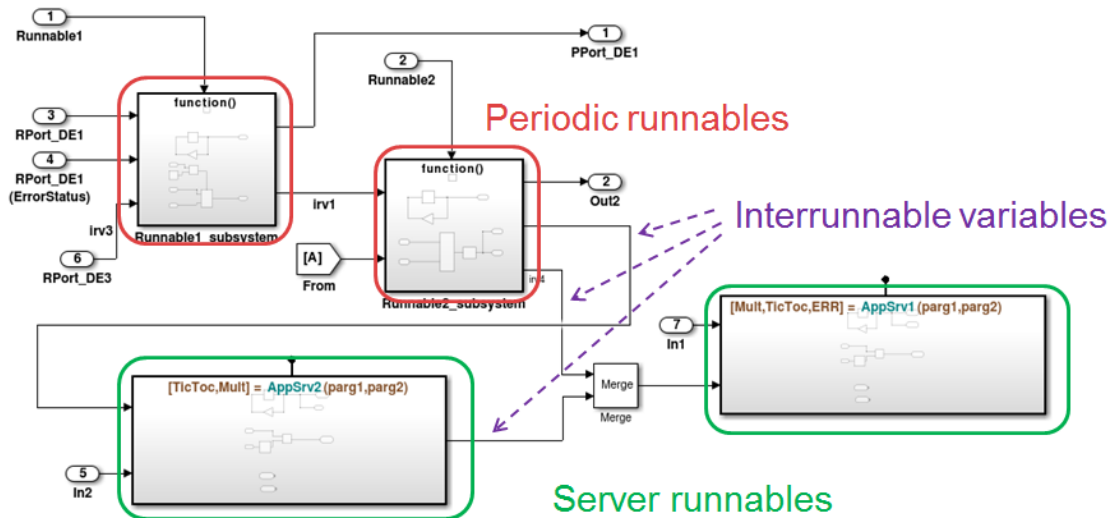 1
Runnable1
1
PPort_DE1
2
Runnable2
Periodic runnables
function()
3
RPort_DE1
4
RPort_DE1
(ErrorStatus)
irv3
6
RPort_DE3
Runnable1_subsystem
irv1
function()
2
Out2
[A]
From
Runnable2_subsystem
Interrunnable variables
[Mult,TicToc,ERR] = AppSrv1(parg1,parg2)
7
In1
[TicToc,Mult] = AppSrv2(parg1,parg2)
Merge
Merge
5
In2
Server runnables